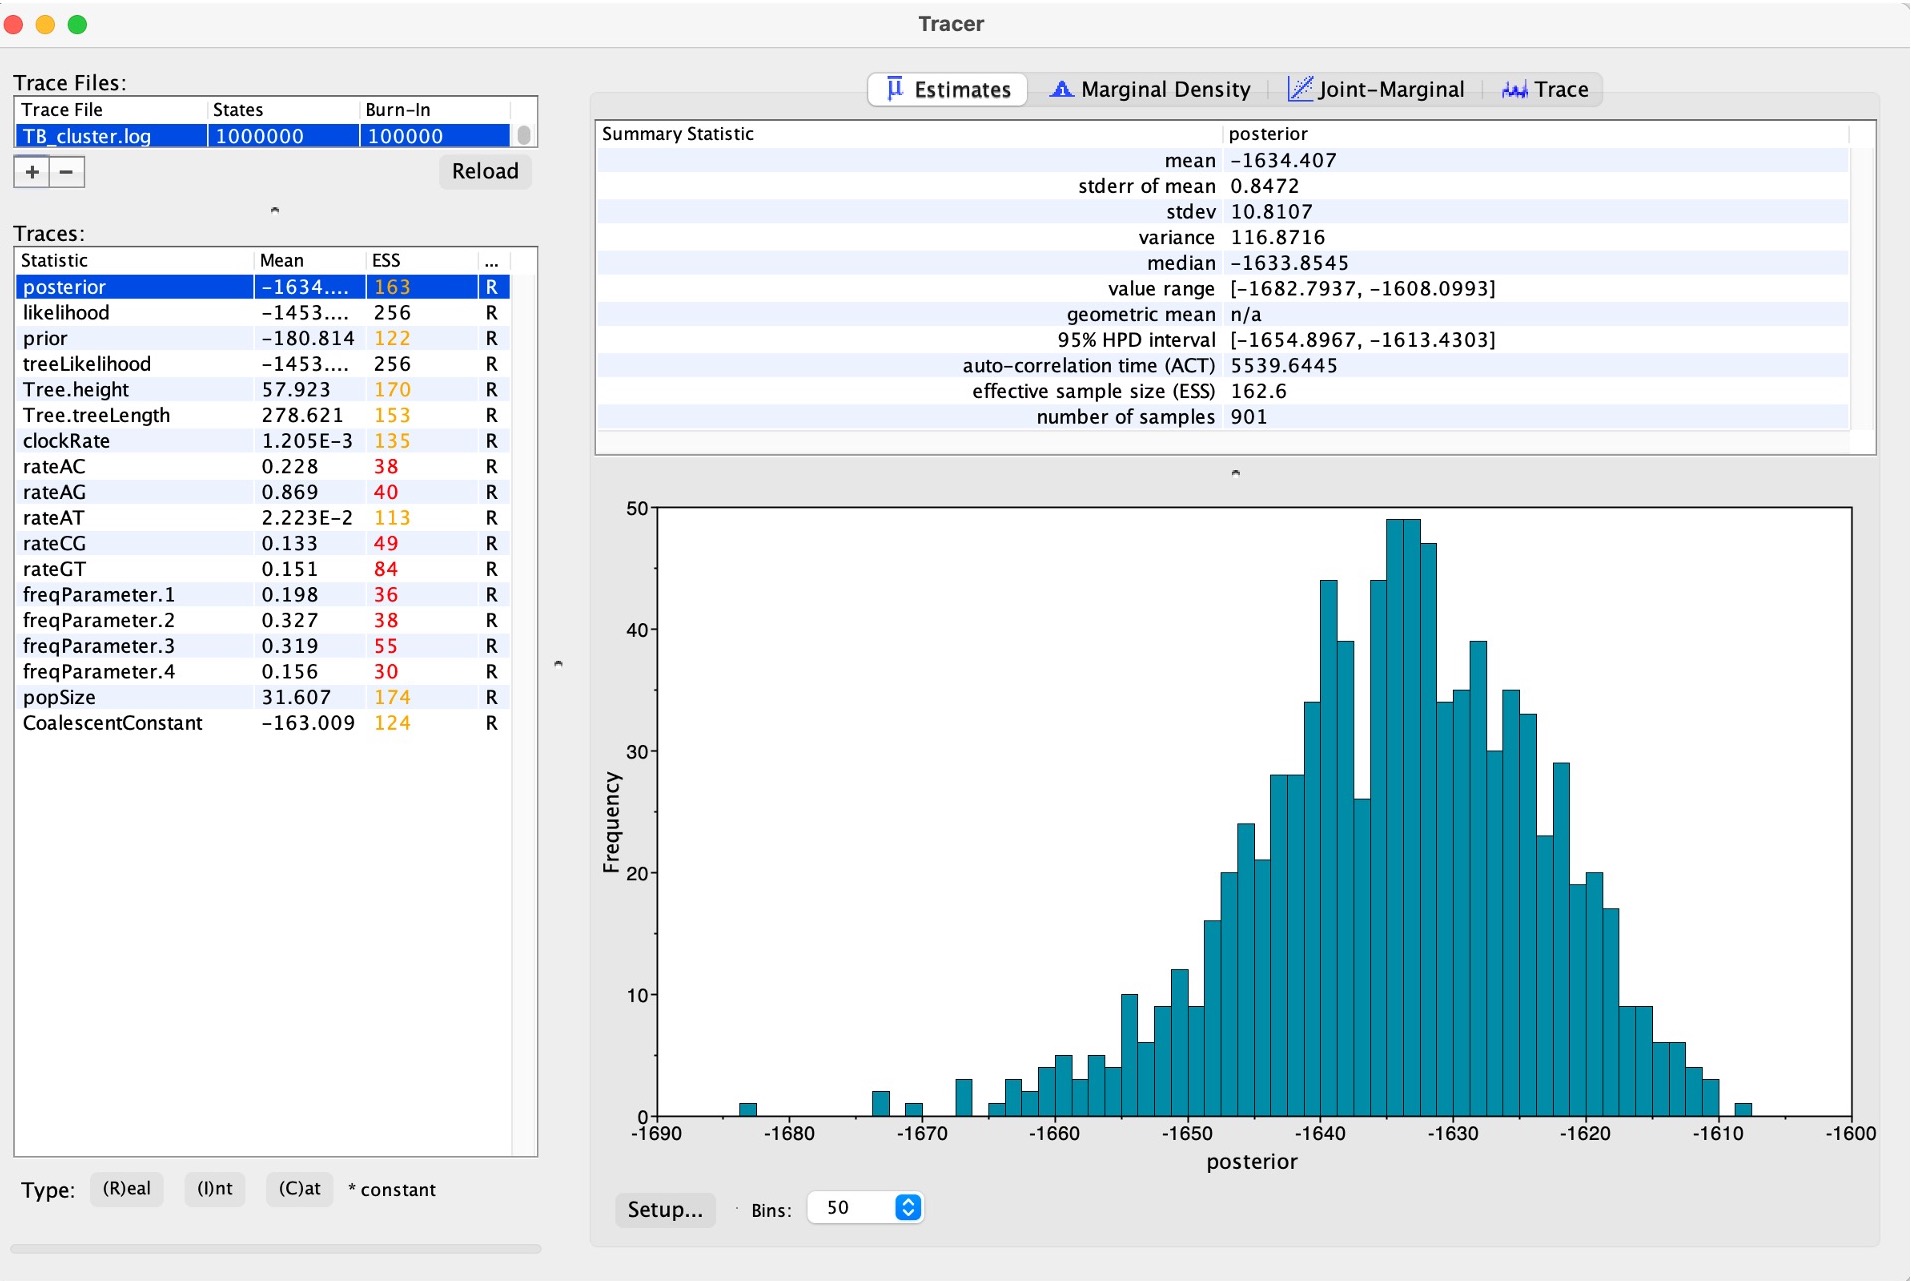 Tracer
Trace Files:
Trace File States Burn-In
TB_cluster.log 1000000 100000
+ −
Reload
Traces:
Statistic Mean ESS ...
posterior −1634.... 163 R
likelihood −1453.... 256 R
prior −180.814 122 R
treeLikelihood −1453.... 256 R
Tree.height 57.923 170 R
Tree.treeLength 278.621 153 R
clockRate 1.205E−3 135 R
rateAC 0.228 38 R
rateAG 0.869 40 R
rateAT 2.223E−2 113 R
rateCG 0.133 49 R
rateGT 0.151 84 R
freqParameter.1 0.198 36 R
freqParameter.2 0.327 38 R
freqParameter.3 0.319 55 R
freqParameter.4 0.156 30 R
popSize 31.607 174 R
CoalescentConstant −163.009 124 R
Type: (R)eal (I)nt (C)at * constant
μ Estimates Marginal Density Joint-Marginal Trace
Summary Statistic posterior
mean −1634.407
stderr of mean 0.8472
stdev 10.8107
variance 116.8716
median −1633.8545
value range [−1682.7937, −1608.0993]
geometric mean n/a
95% HPD interval [−1654.8967, −1613.4303]
auto-correlation time (ACT) 5539.6445
effective sample size (ESS) 162.6
number of samples 901
Frequency
50
40
30
20
10
0
-1690 -1680 -1670 -1660 -1650 -1640 -1630 -1620 -1610 -1600
posterior
Setup... Bins: 50